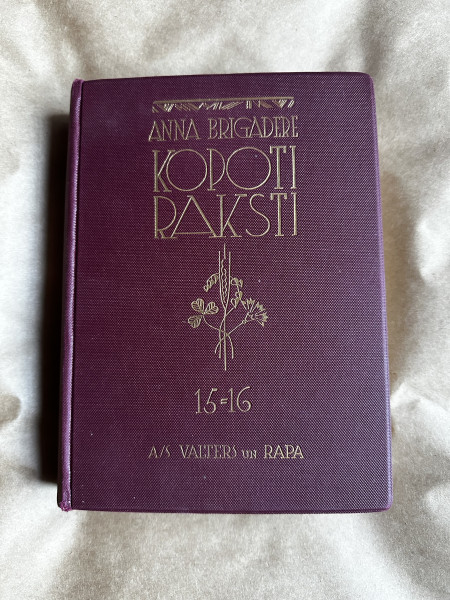 ANNA BRIGADERE
KOPOTI
RAKSTI
15=16
A/S VALTERS UN RAPA